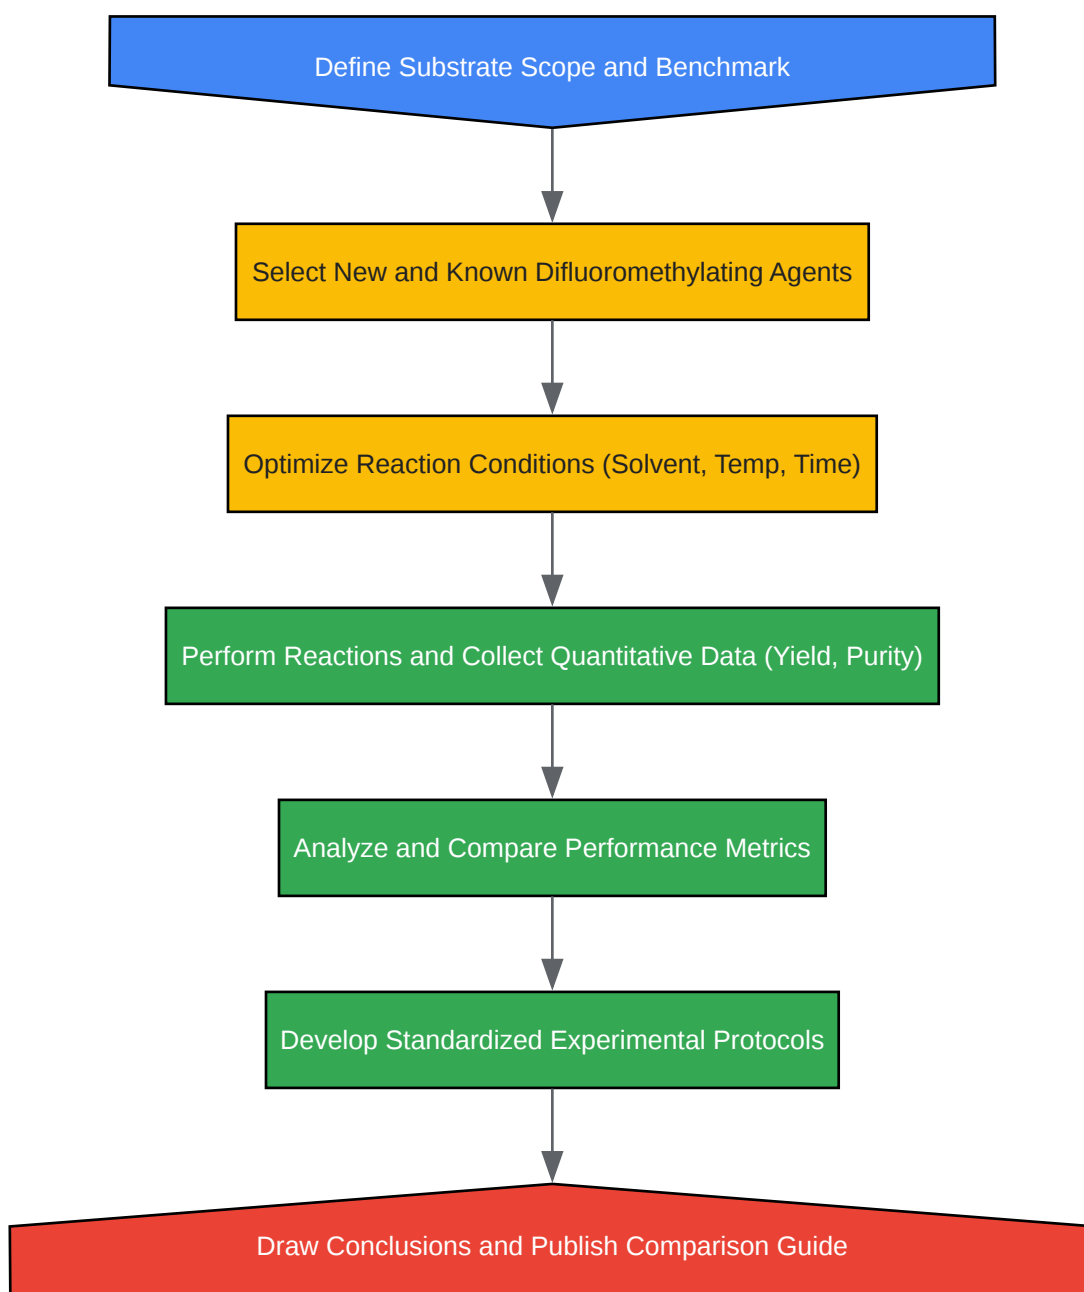 Define Substrate Scope and Benchmark
Select New and Known Difluoromethylating Agents
Optimize Reaction Conditions (Solvent, Temp, Time)
Perform Reactions and Collect Quantitative Data (Yield, Purity)
Analyze and Compare Performance Metrics
Develop Standardized Experimental Protocols
Draw Conclusions and Publish Comparison Guide